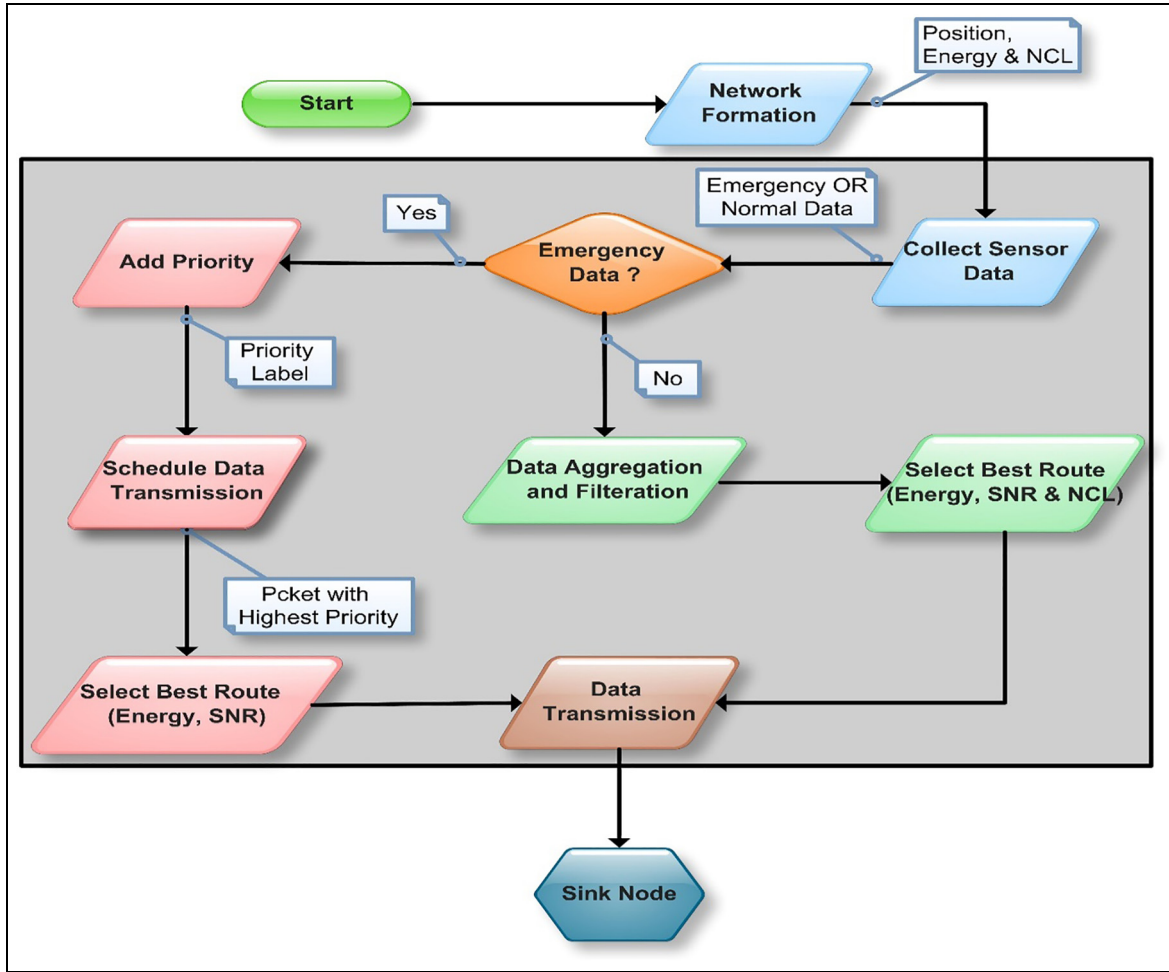 Position,
Energy & NCL
Start
Network
Formation
Emergency OR
Normal Data
Yes
Add Priority
Emergency
Data ?
Collect Sensor
Data
Priority
Label
No
Schedule Data
Transmission
Data Aggregation
and Filteration
Select Best Route
(Energy, SNR & NCL)
Pcket with
Highest Priority
Select Best Route
(Energy, SNR)
Data
Transmission
Sink Node